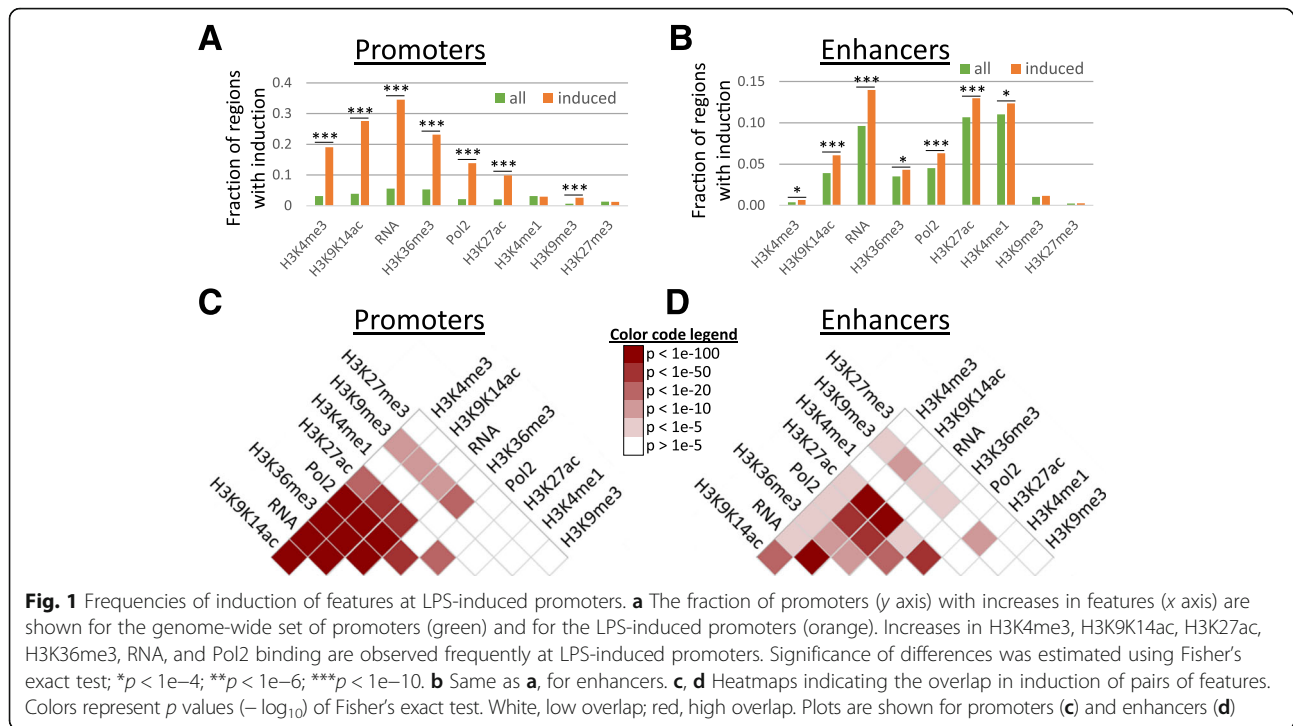 A
Promoters
Fraction of regions
with induction
0.4
0.3
0.2
0.1
0
all
induced
***
***
***
***
***
***
***
H3K4me3
H3K9K14ac
RNA
H3K36me3
Pol2
H3K27ac
H3K4me1
H3K9me3
H3K27me3
B
Enhancers
Fraction of regions
with induction
0.15
0.10
0.05
0.00
all
induced
*
***
***
*
***
***
*
H3K4me3
H3K9K14ac
RNA
H3K36me3
Pol2
H3K27ac
H3K4me1
H3K9me3
H3K27me3
C
Promoters
H3K27me3
H3K9me3
H3K4me1
H3K27ac
Pol2
H3K36me3
RNA
H3K9K14ac
H3K4me3
H3K9K14ac
RNA
H3K36me3
Pol2
H3K27ac
H3K4me1
H3K9me3
Color code legend
p < 1e-100
p < 1e-50
p < 1e-20
p < 1e-10
p < 1e-5
p > 1e-5
D
Enhancers
H3K27me3
H3K9me3
H3K4me1
H3K27ac
Pol2
H3K36me3
RNA
H3K9K14ac
H3K4me3
H3K9K14ac
RNA
H3K36me3
Pol2
H3K27ac
H3K4me1
H3K9me3
Fig. 1 Frequencies of induction of features at LPS-induced promoters. a The fraction of promoters (y axis) with increases in features (x axis) are
shown for the genome-wide set of promoters (green) and for the LPS-induced promoters (orange). Increases in H3K4me3, H3K9K14ac, H3K27ac,
H3K36me3, RNA, and Pol2 binding are observed frequently at LPS-induced promoters. Significance of differences was estimated using Fisher's
exact test; *p < 1e−4; **p < 1e−6; ***p < 1e−10. b Same as a, for enhancers. c, d Heatmaps indicating the overlap in induction of pairs of features.
Colors represent p values (− log₁₀) of Fisher's exact test. White, low overlap; red, high overlap. Plots are shown for promoters (c) and enhancers (d)